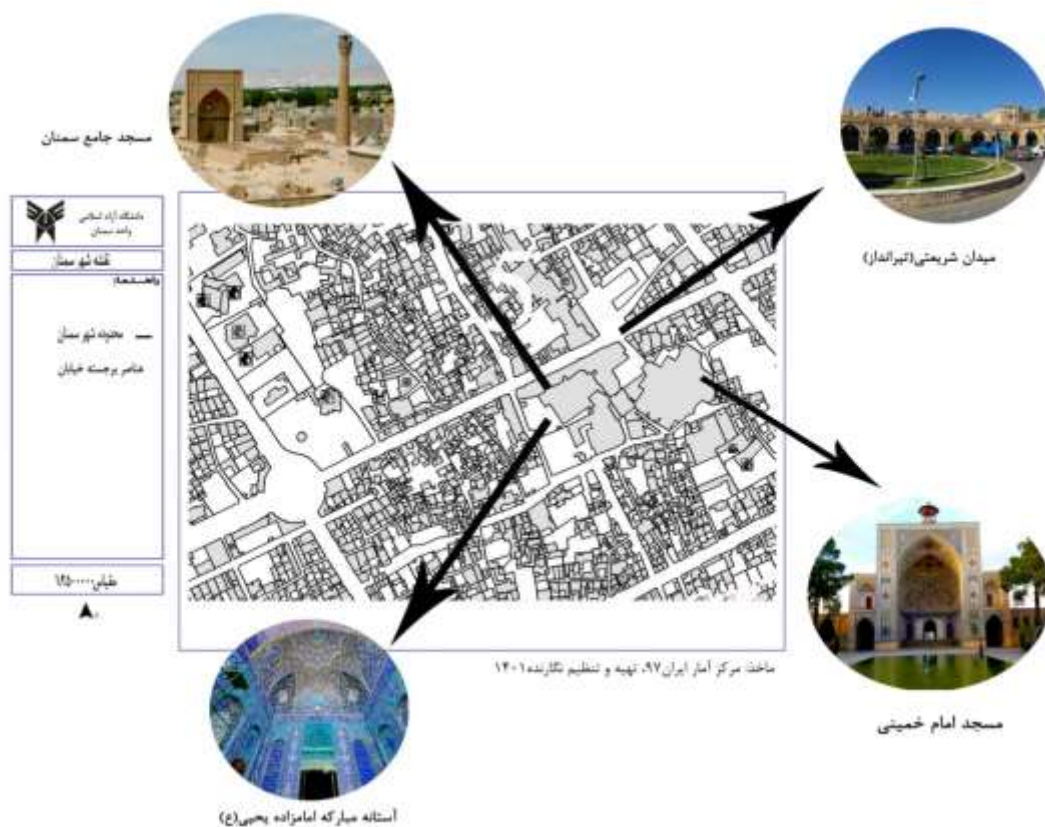 مسجد جامع سمنان
میدان شریعتی(تیرانداز)
دانشگاه آزاد اسلامی
واحد سمنان
نقشه شهر سمنان
راهنما:
محدوده شهر سمنان
عناصر برجسته خیابان
ماخذ: مرکز آمار ایران۹۷، تهیه و تنظیم نگارنده۱۴۰۱
مسجد امام خمینی
آستانه مبارکه امامزاده یحیی(ع)